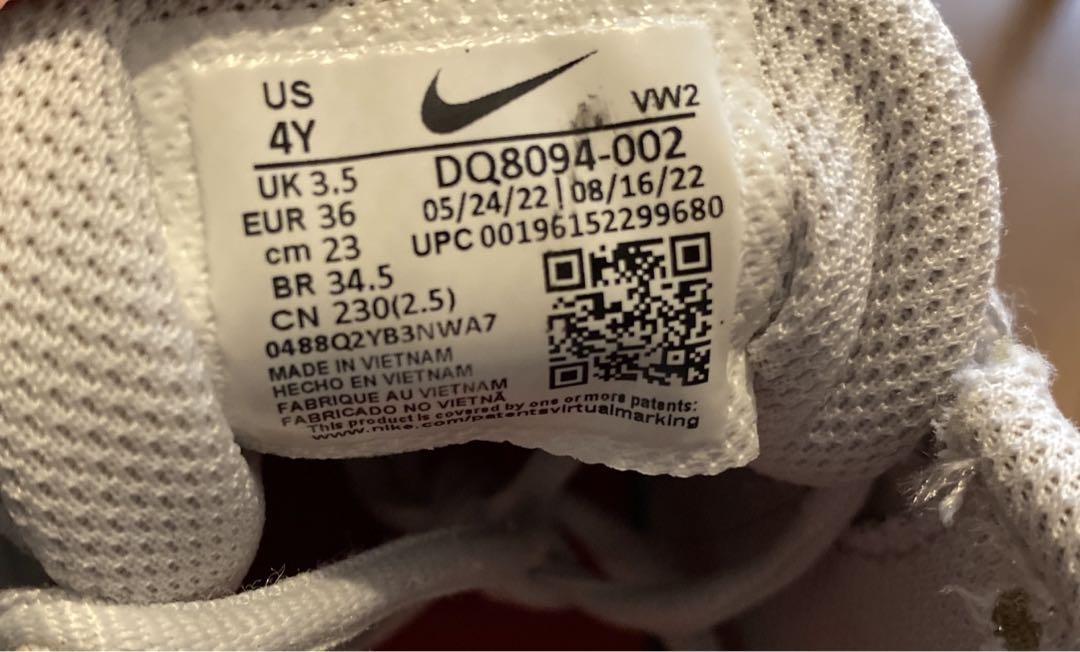 US
4Y
VW2
UK 3.5
EUR 36
cm 23
BR 34.5
CN 230(2.5)
DQ8094-002
05/24/22 | 08/16/22
UPC 00196152299680
0488Q2YB3NWA7
MADE IN VIETNAM
HECHO EN VIETNAM
FABRIQUE AU VIETNAM
FABRICADO NO VIETNÃ
This product is covered by one or more patents:
www.nike.com/patentsvirtualmarking